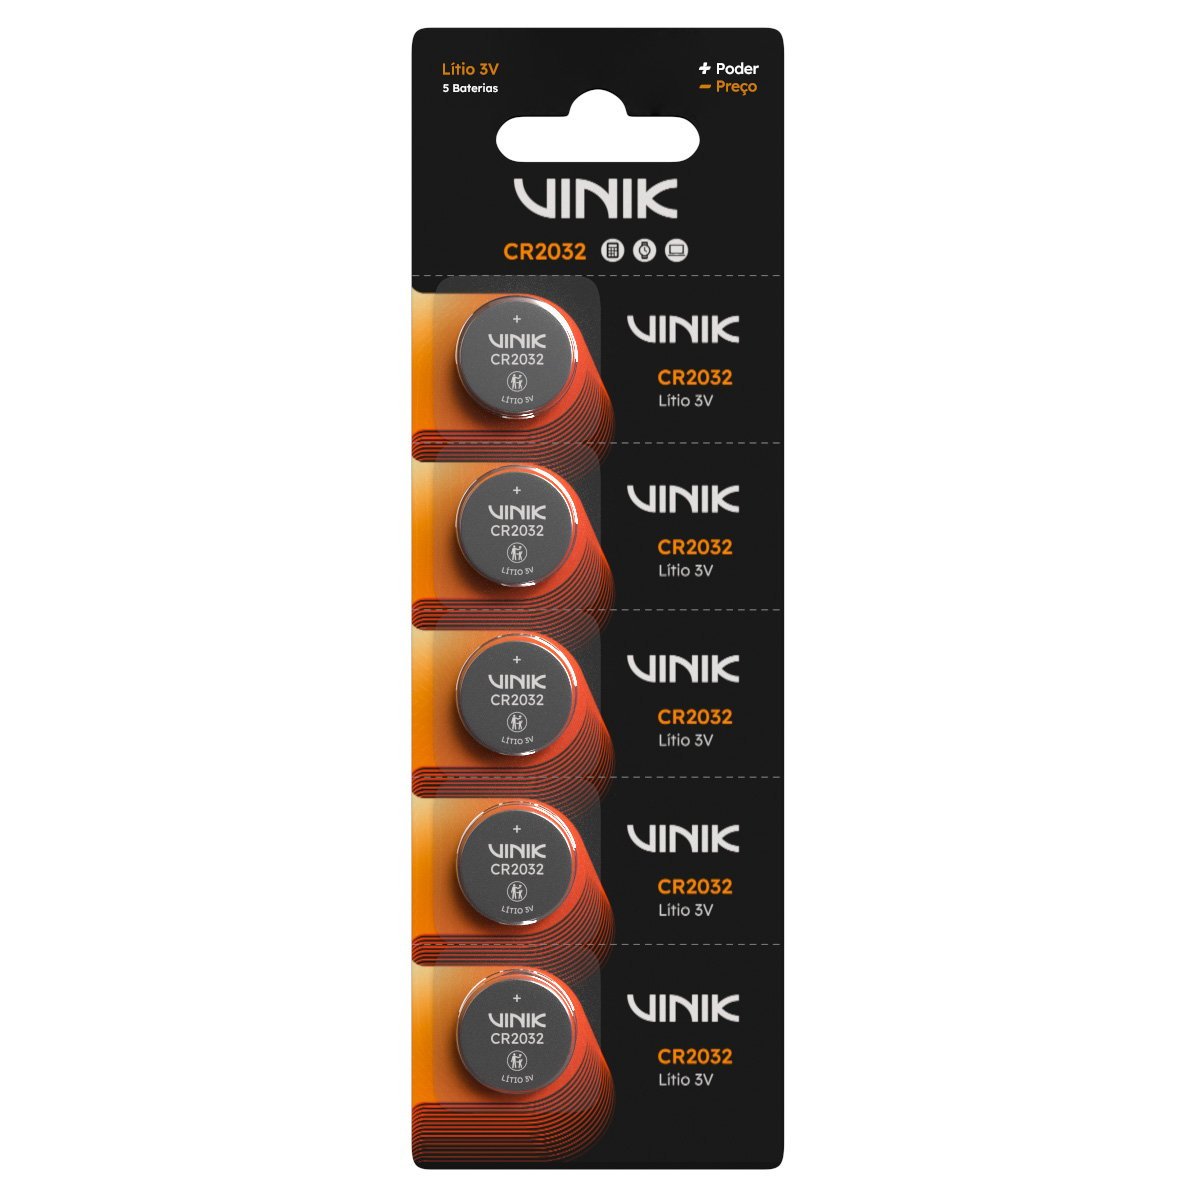 Lítio 3V
5 Baterias
+ Poder
- Preço
VINIK
CR2032
+
VINIK
CR2032
LÍTIO 3V
VINIK
CR2032
Lítio 3V
+
VINIK
CR2032
LÍTIO 3V
VINIK
CR2032
Lítio 3V
+
VINIK
CR2032
LÍTIO 3V
VINIK
CR2032
Lítio 3V
+
VINIK
CR2032
LÍTIO 3V
VINIK
CR2032
Lítio 3V
+
VINIK
CR2032
LÍTIO 3V
VINIK
CR2032
Lítio 3V